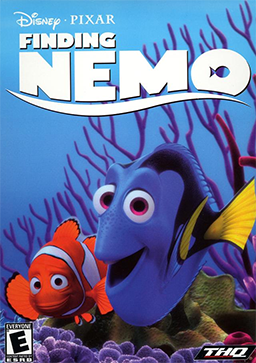 Disney · PIXAR
FINDING
NEMO
EVERYONE
E
ESRB
THQ